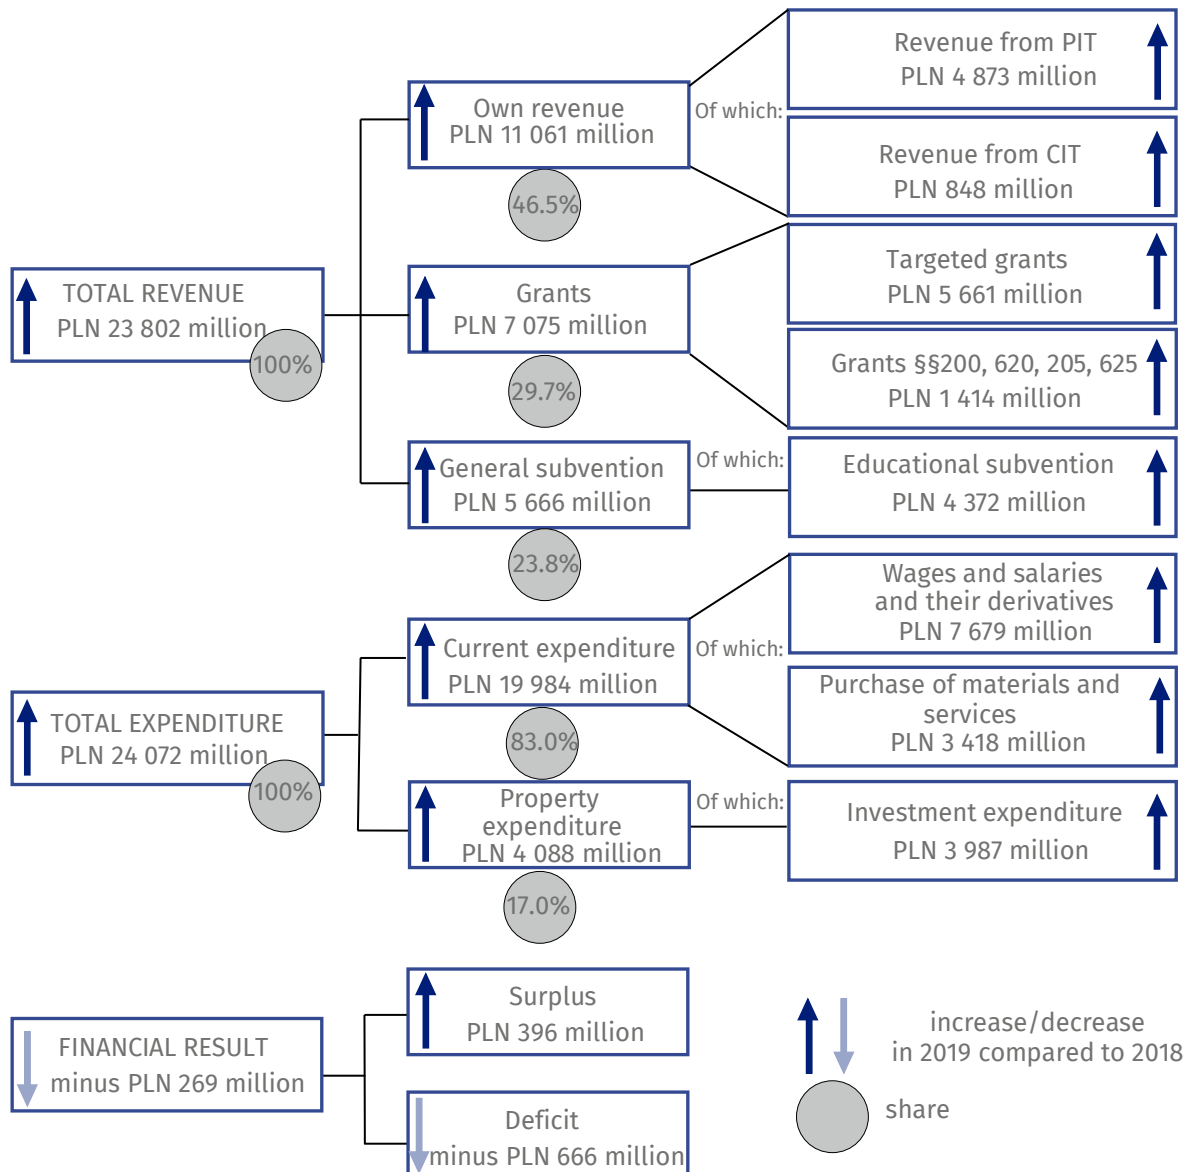 Revenue from PIT
PLN 4 873 million
Own revenue
PLN 11 061 million
Of which:
Revenue from CIT
PLN 848 million
46.5%
Targeted grants
PLN 5 661 million
TOTAL REVENUE
PLN 23 802 million
100%
Grants
PLN 7 075 million
29.7%
Grants §§200, 620, 205, 625
PLN 1 414 million
General subvention
PLN 5 666 million
Of which:
Educational subvention
PLN 4 372 million
23.8%
Wages and salaries
and their derivatives
PLN 7 679 million
Current expenditure
PLN 19 984 million
Of which:
Purchase of materials and
services
PLN 3 418 million
TOTAL EXPENDITURE
PLN 24 072 million
100%
83.0%
Property
expenditure
PLN 4 088 million
Of which:
Investment expenditure
PLN 3 987 million
17.0%
Surplus
PLN 396 million
FINANCIAL RESULT
minus PLN 269 million
Deficit
minus PLN 666 million
increase/decrease
in 2019 compared to 2018
share